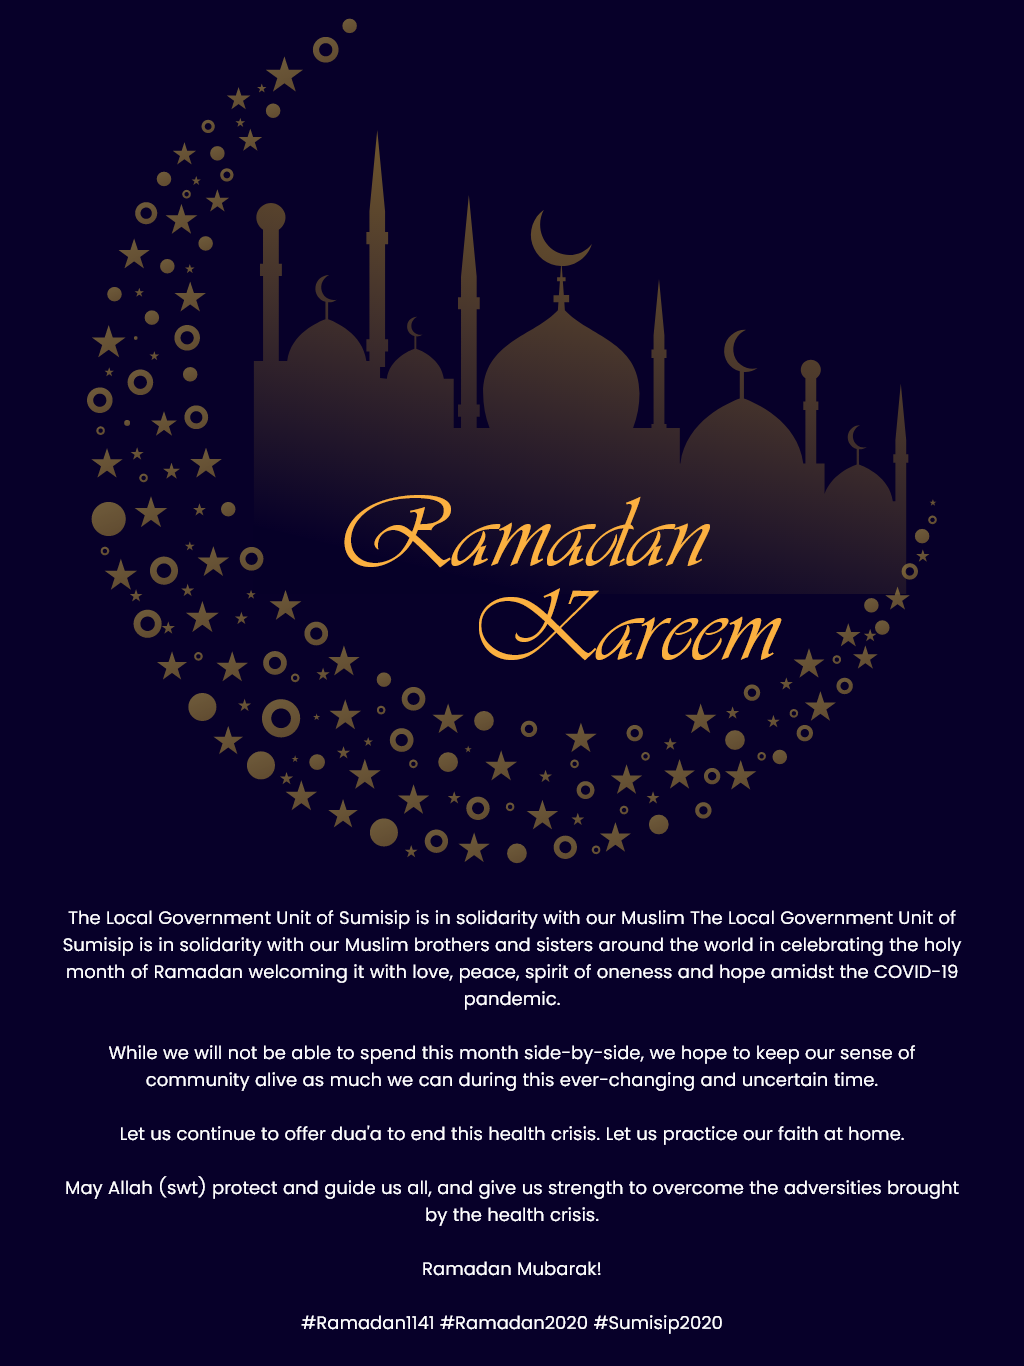 Ramadan
Kareem
The Local Government Unit of Sumisip is in solidarity with our Muslim The Local Government Unit of
Sumisip is in solidarity with our Muslim brothers and sisters around the world in celebrating the holy
month of Ramadan welcoming it with love, peace, spirit of oneness and hope amidst the COVID-19
pandemic.
While we will not be able to spend this month side-by-side, we hope to keep our sense of
community alive as much we can during this ever-changing and uncertain time.
Let us continue to offer dua'a to end this health crisis. Let us practice our faith at home.
May Allah (swt) protect and guide us all, and give us strength to overcome the adversities brought
by the health crisis.
Ramadan Mubarak!
#Ramadan1141 #Ramadan2020 #Sumisip2020